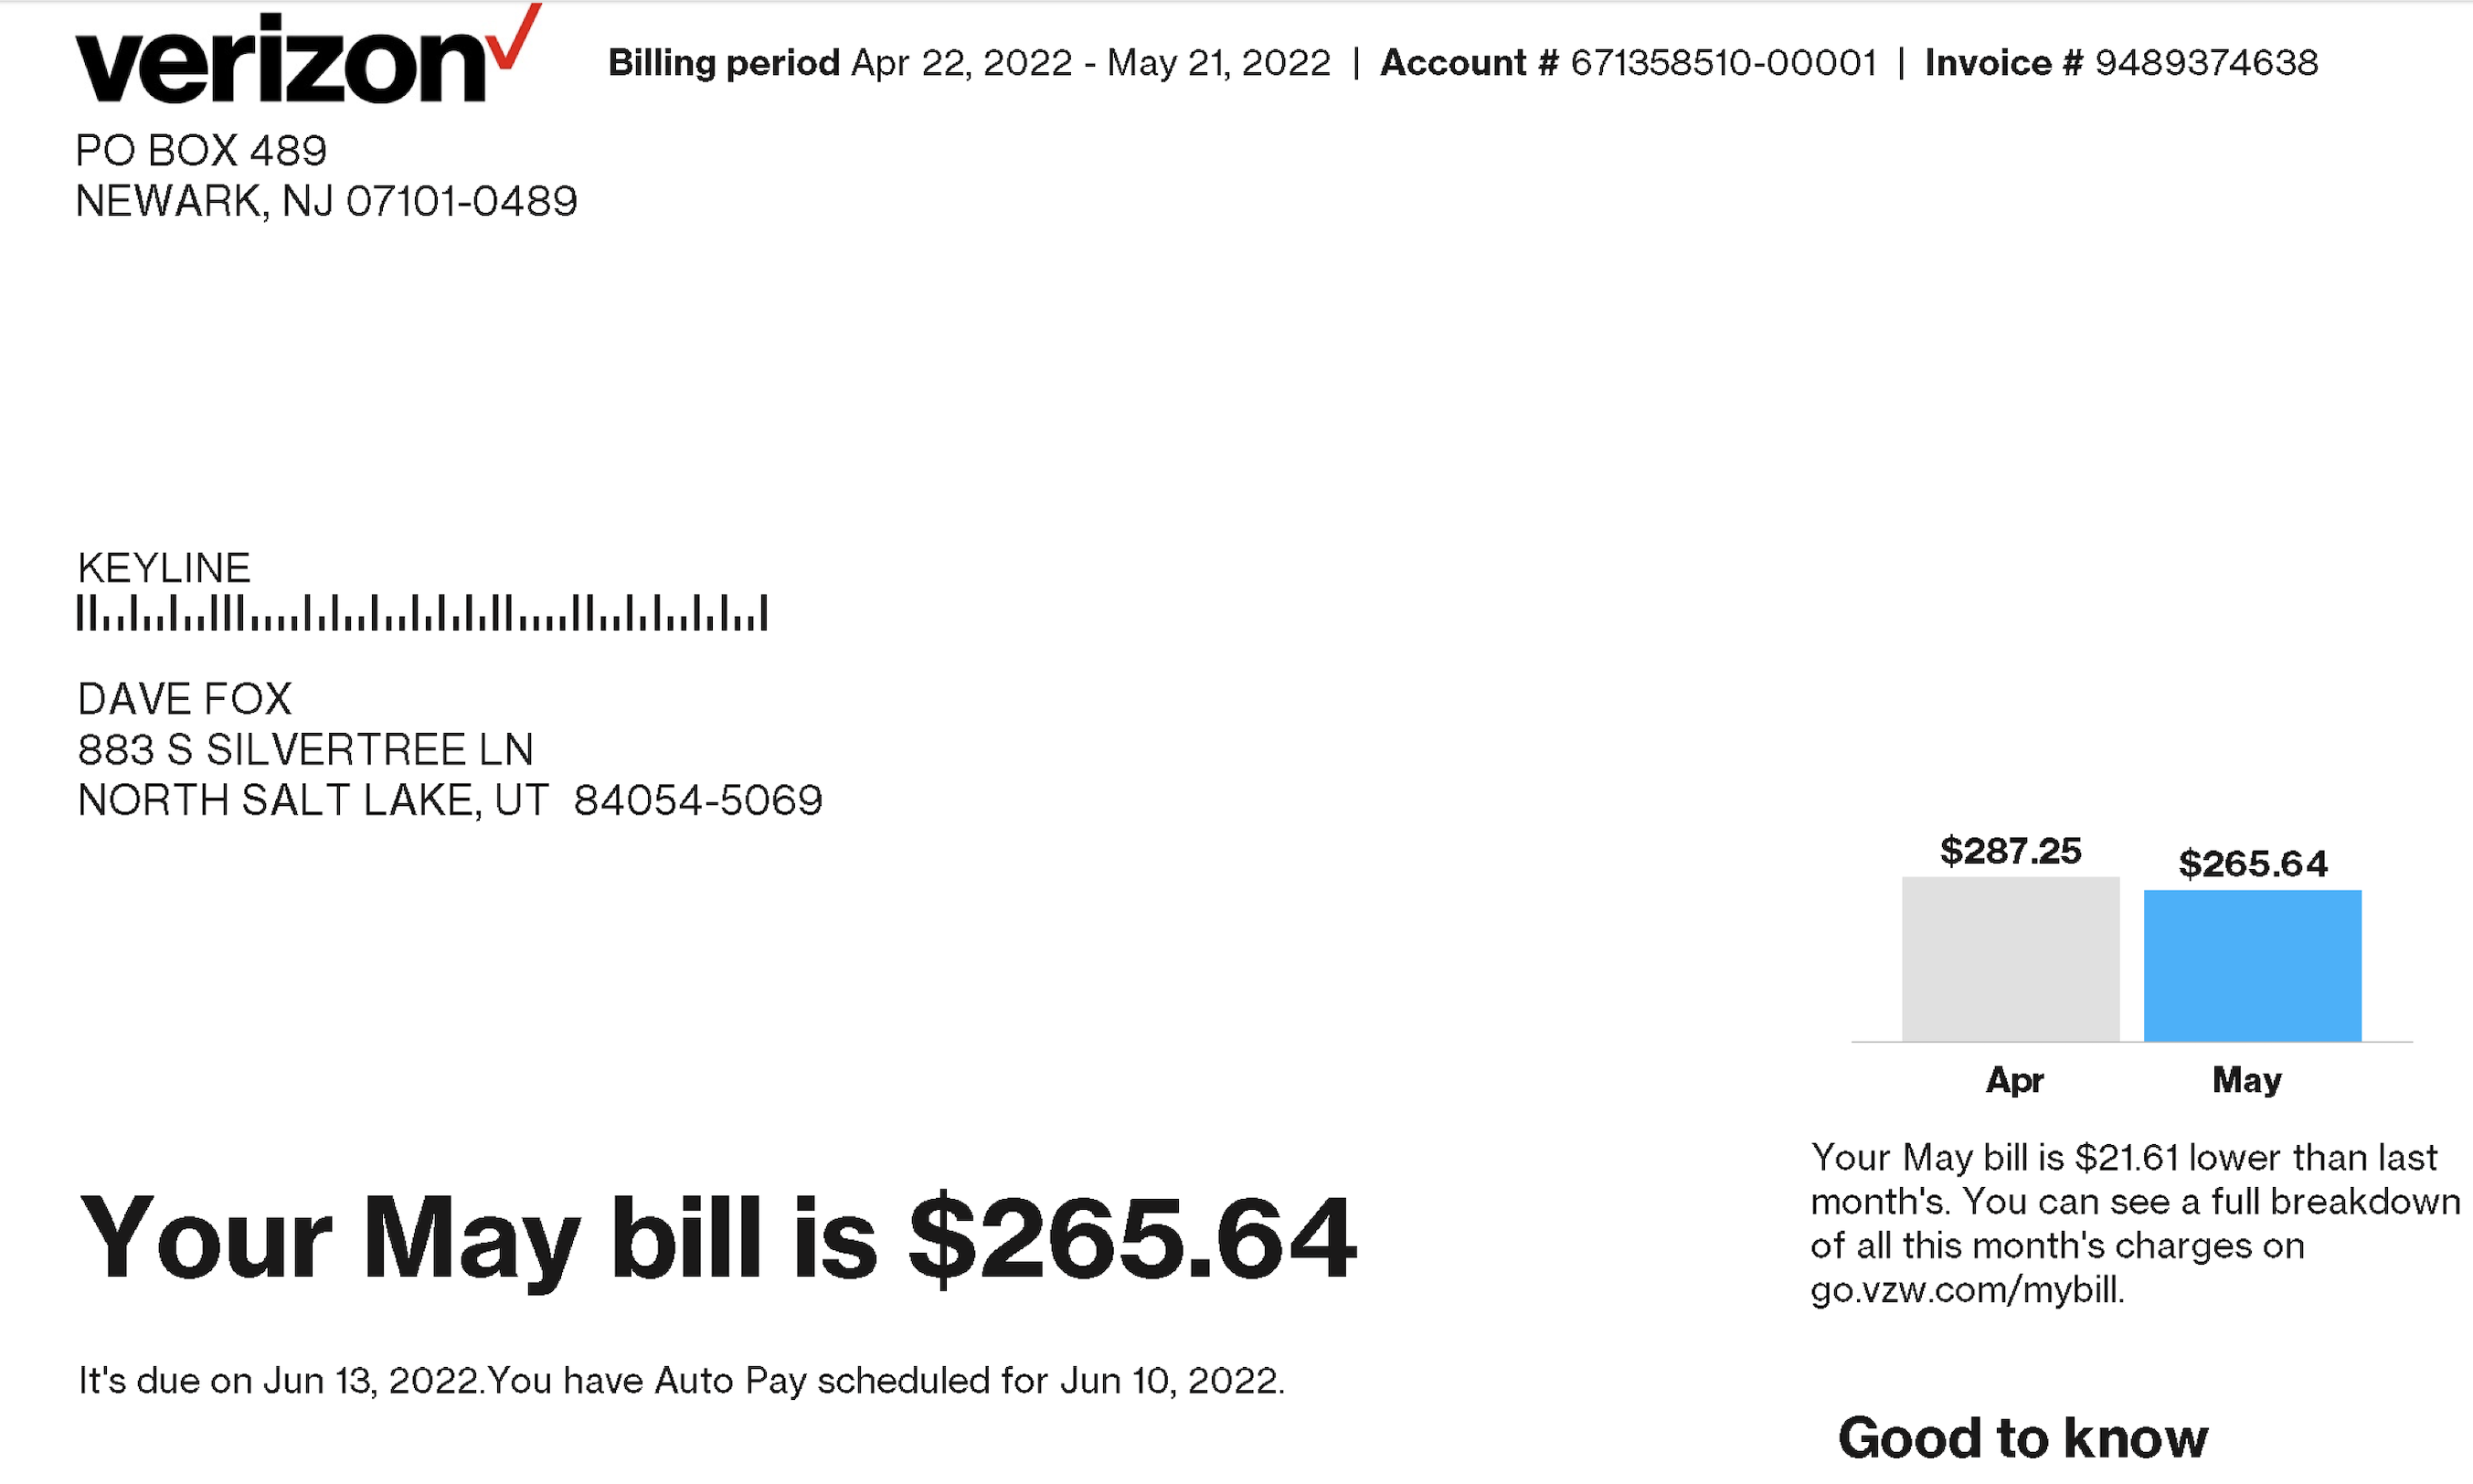 verizon
Billing period Apr 22, 2022 - May 21, 2022 | Account # 671358510-00001 | Invoice # 9489374638
PO BOX 489
NEWARK, NJ 07101-0489
KEYLINE
DAVE FOX
883 S SILVERTREE LN
NORTH SALT LAKE, UT 84054-5069
$287.25
$265.64
Apr
May
Your May bill is $21.61 lower than last
month's. You can see a full breakdown
of all this month's charges on
go.vzw.com/mybill.
Your May bill is $265.64
It's due on Jun 13, 2022.You have Auto Pay scheduled for Jun 10, 2022.
Good to know